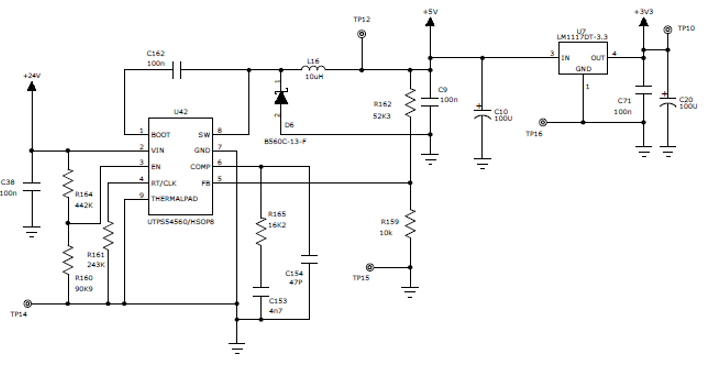 +5V
+3V3
TP12
TP10
U7
LM1117DT-3.3
C162
100n
L16
10uH
3
IN
OUT
4
GND
1
+24V
U42
1
2
D6
B560C-13-F
R162
52K3
C9
100n
C10
100U
C71
100n
C20
100U
TP16
1
BOOT
SW
8
2
VIN
GND
7
3
EN
COMP
6
4
RT/CLK
FB
5
9
THERMALPAD
UTPS54560/HSOP8
C38
100n
R164
442K
R161
243K
R160
90K9
R165
16K2
R159
10k
C154
47P
C153
4n7
TP15
TP14